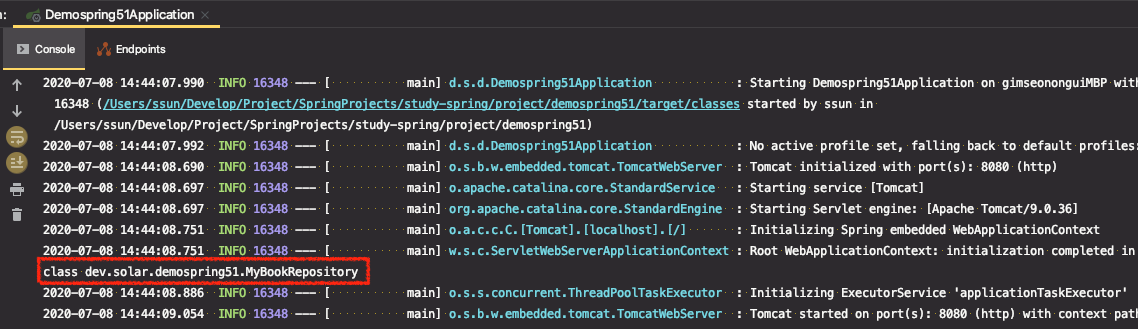 n:
Demospring51Application ×
Console
Endpoints
2020-07-08 14:44:07.990 INFO 16348 --- [ main] d.s.d.Demospring51Application : Starting Demospring51Application on gimseonguiMBP wit
16348 (/Users/ssun/Develop/Project/SpringProjects/study-spring/project/demospring51/target/classes started by ssun in
/Users/ssun/Develop/Project/SpringProjects/study-spring/project/demospring51)
2020-07-08 14:44:07.992 INFO 16348 --- [ main] d.s.d.Demospring51Application : No active profile set, falling back to default profiles:
2020-07-08 14:44:08.690 INFO 16348 --- [ main] o.s.b.w.embedded.tomcat.TomcatWebServer : Tomcat initialized with port(s): 8080 (http)
2020-07-08 14:44:08.697 INFO 16348 --- [ main] o.apache.catalina.core.StandardService : Starting service [Tomcat]
2020-07-08 14:44:08.697 INFO 16348 --- [ main] org.apache.catalina.core.StandardEngine : Starting Servlet engine: [Apache Tomcat/9.0.36]
2020-07-08 14:44:08.751 INFO 16348 --- [ main] o.a.c.c.C.[Tomcat].[localhost].[/] : Initializing Spring embedded WebApplicationContext
2020-07-08 14:44:08.751 INFO 16348 --- [ main] w.s.c.ServletWebServerApplicationContext : Root WebApplicationContext: initialization completed in
class dev.solar.demospring51.MyBookRepository
2020-07-08 14:44:08.886 INFO 16348 --- [ main] o.s.s.concurrent.ThreadPoolTaskExecutor : Initializing ExecutorService 'applicationTaskExecutor'
2020-07-08 14:44:09.054 INFO 16348 --- [ main] o.s.b.w.embedded.tomcat.TomcatWebServer : Tomcat started on port(s): 8080 (http) with context pat